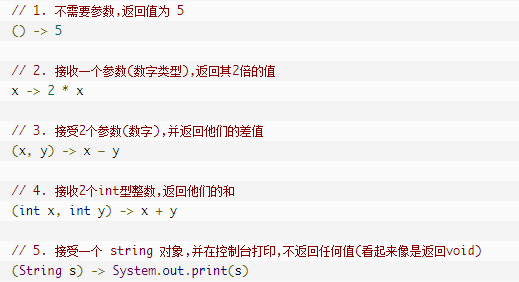 // 1. 不需要参数,返回值为 5
() -> 5
// 2. 接收一个参数(数字类型),返回其2倍的值
x -> 2 * x
// 3. 接受2个参数(数字),并返回他们的差值
(x, y) -> x – y
// 4. 接收2个int型整数,返回他们的和
(int x, int y) -> x + y
// 5. 接受一个 string 对象,并在控制台打印,不返回任何值(看起来像是返回void)
(String s) -> System.out.print(s)